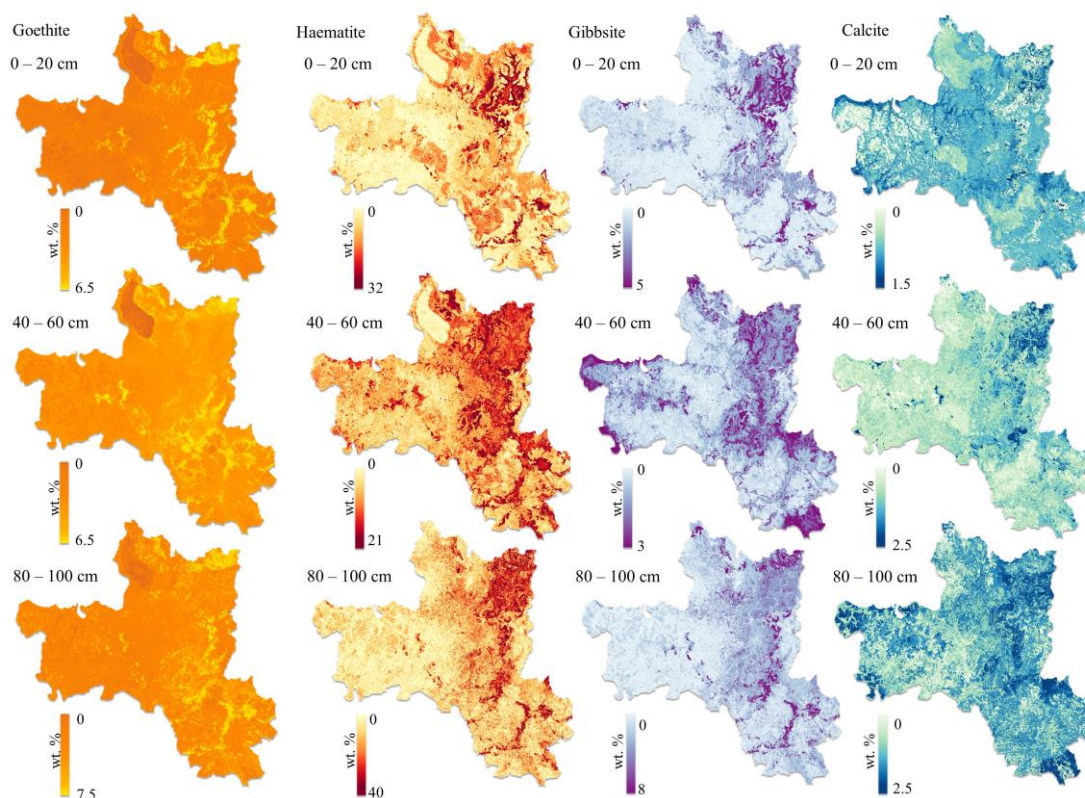 Goethite
Haematite
Gibbsite
Calcite
0 – 20 cm
0 – 20 cm
0 – 20 cm
0 – 20 cm
0
wt. %
6.5
0
wt. %
32
0
wt. %
5
0
wt. %
1.5
40 – 60 cm
40 – 60 cm
40 – 60 cm
40 – 60 cm
0
wt. %
6.5
0
wt. %
21
0
wt. %
3
0
wt. %
2.5
80 – 100 cm
80 – 100 cm
80 – 100 cm
80 – 100 cm
0
wt. %
7.5
0
wt. %
40
0
wt. %
8
0
wt. %
2.5